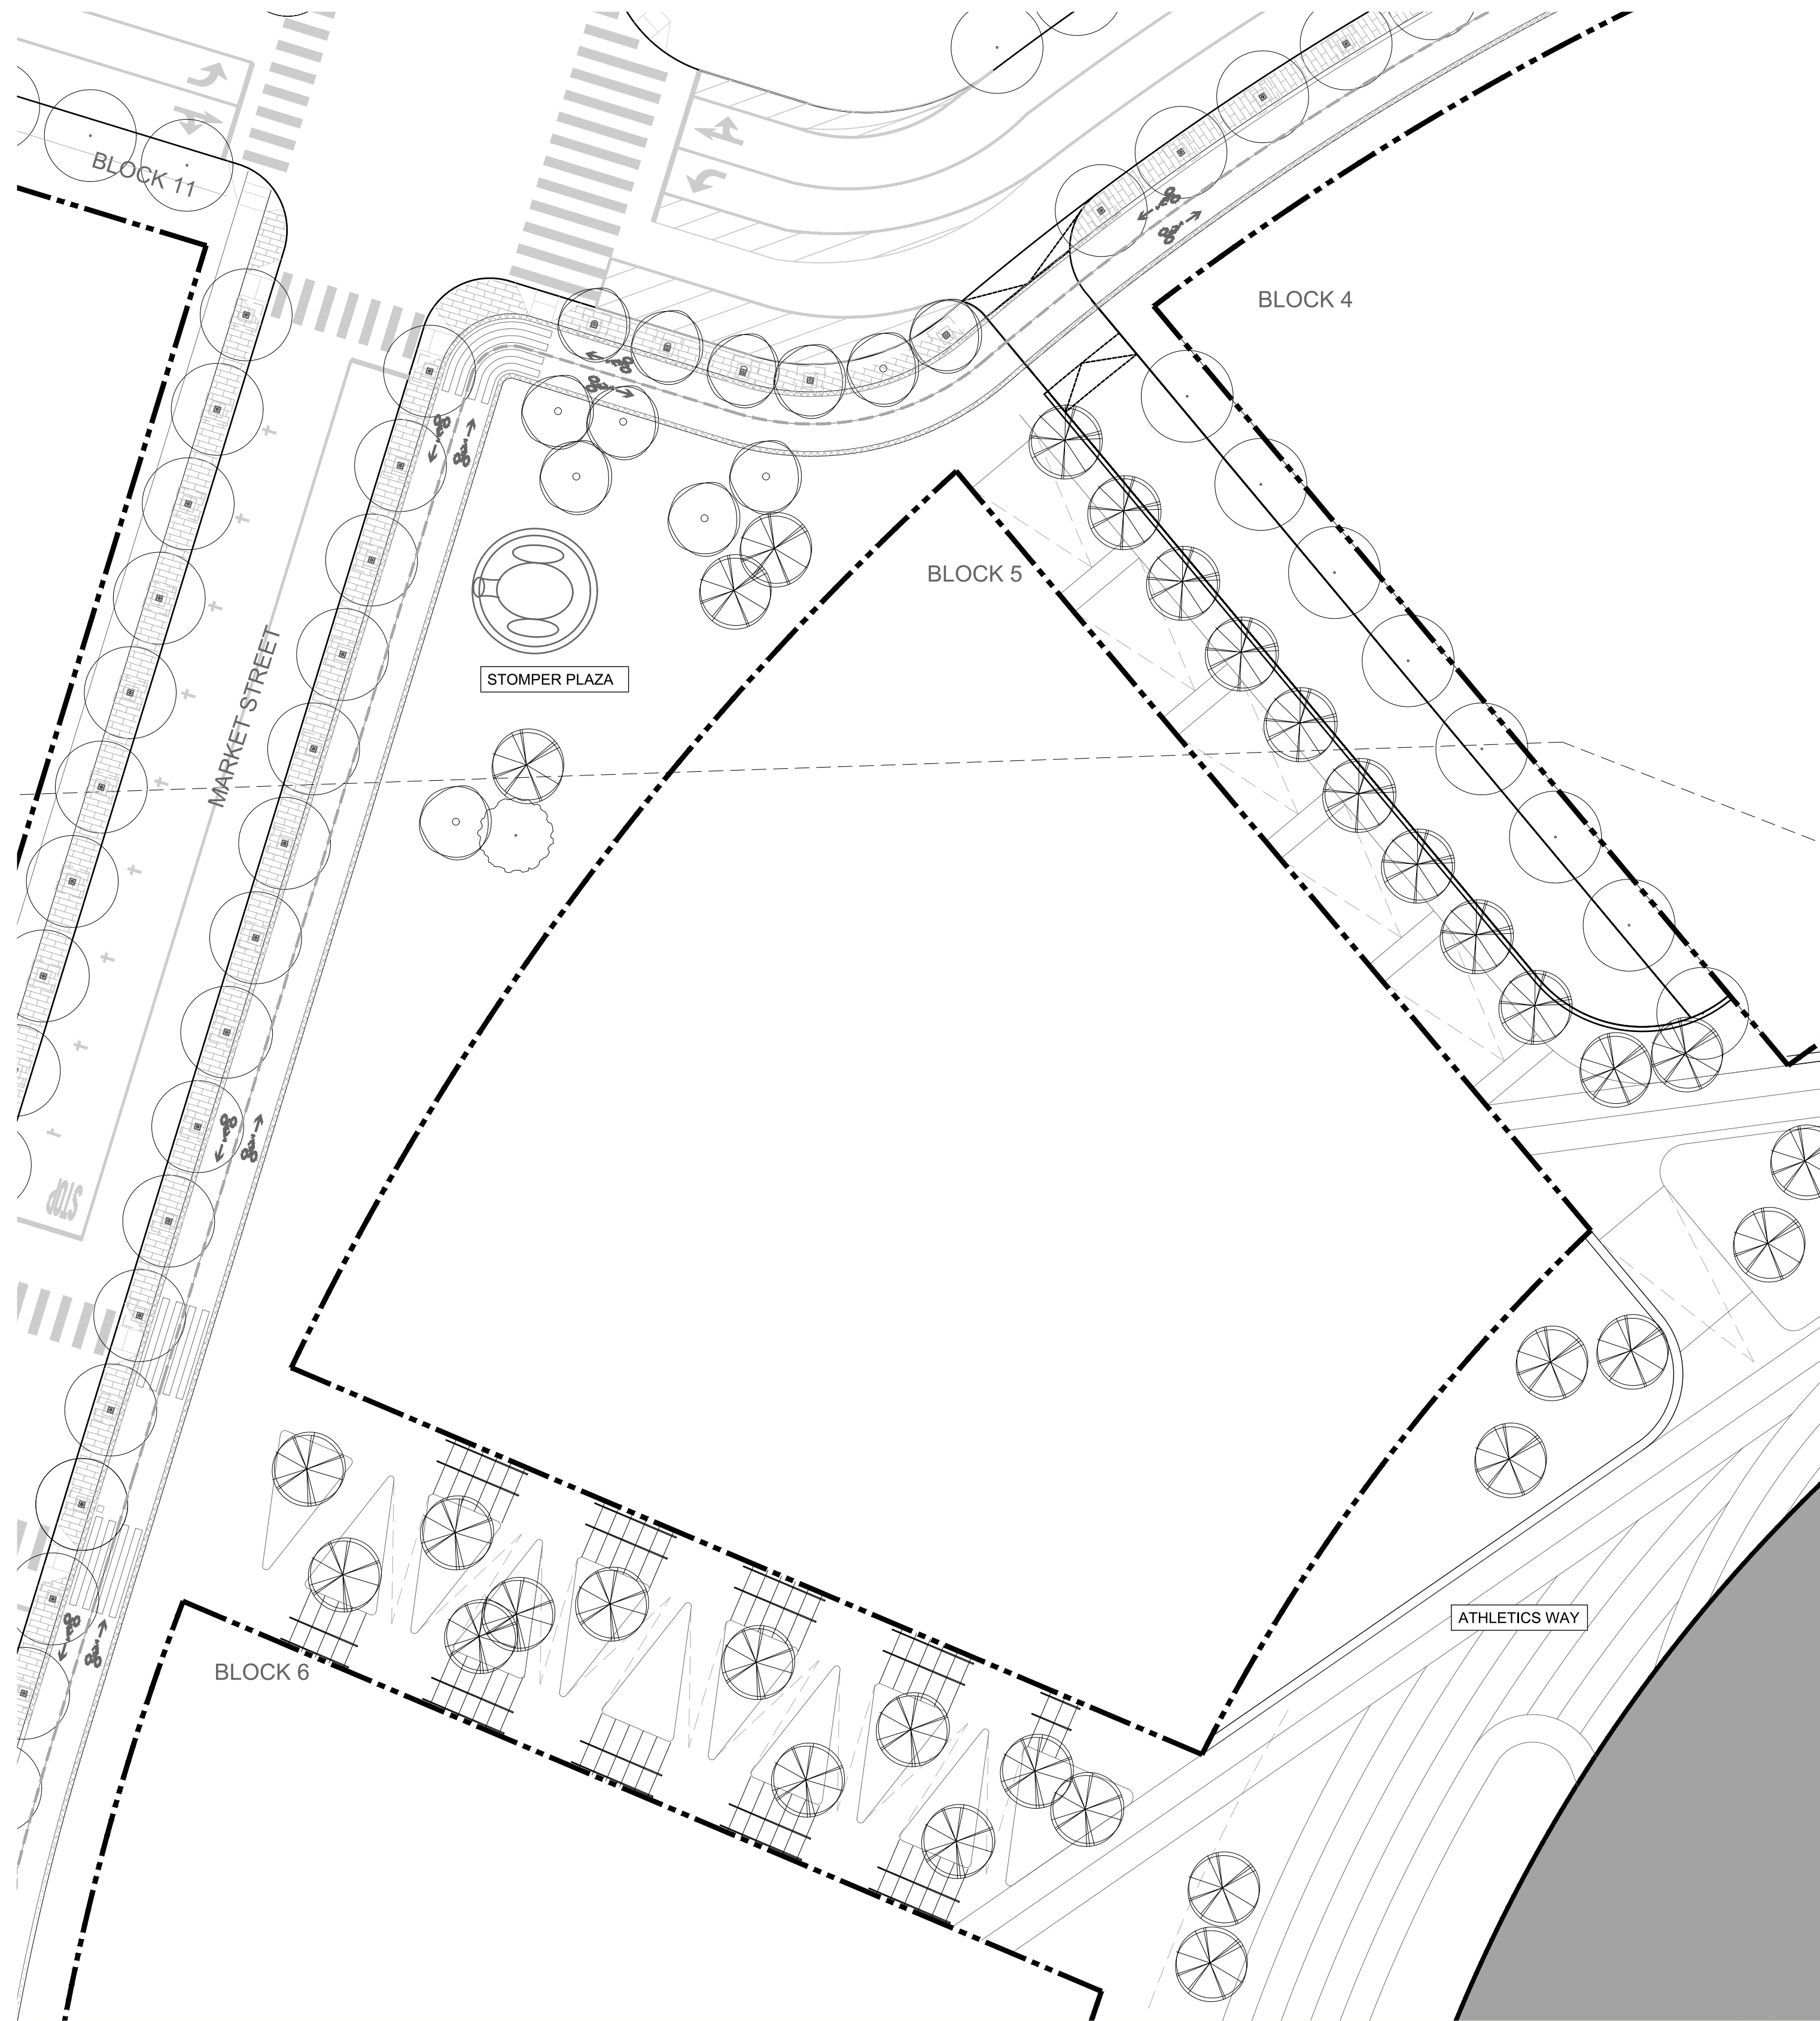 BLOCK 11
BLOCK 4
BLOCK 5
STOMPER PLAZA
MARKET STREET
STOP
ATHLETICS WAY
BLOCK 6